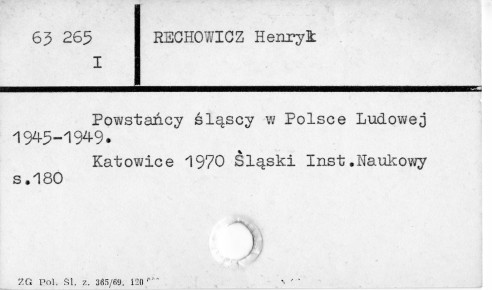 63 265
I
RECHOWICZ Henryk
Powstańcy śląscy w Polsce Ludowej
1945-1949.
Katowice 1970 Śląski Inst.Naukowy
s.180
ZG Pol. Śl. z. 365/69. 120